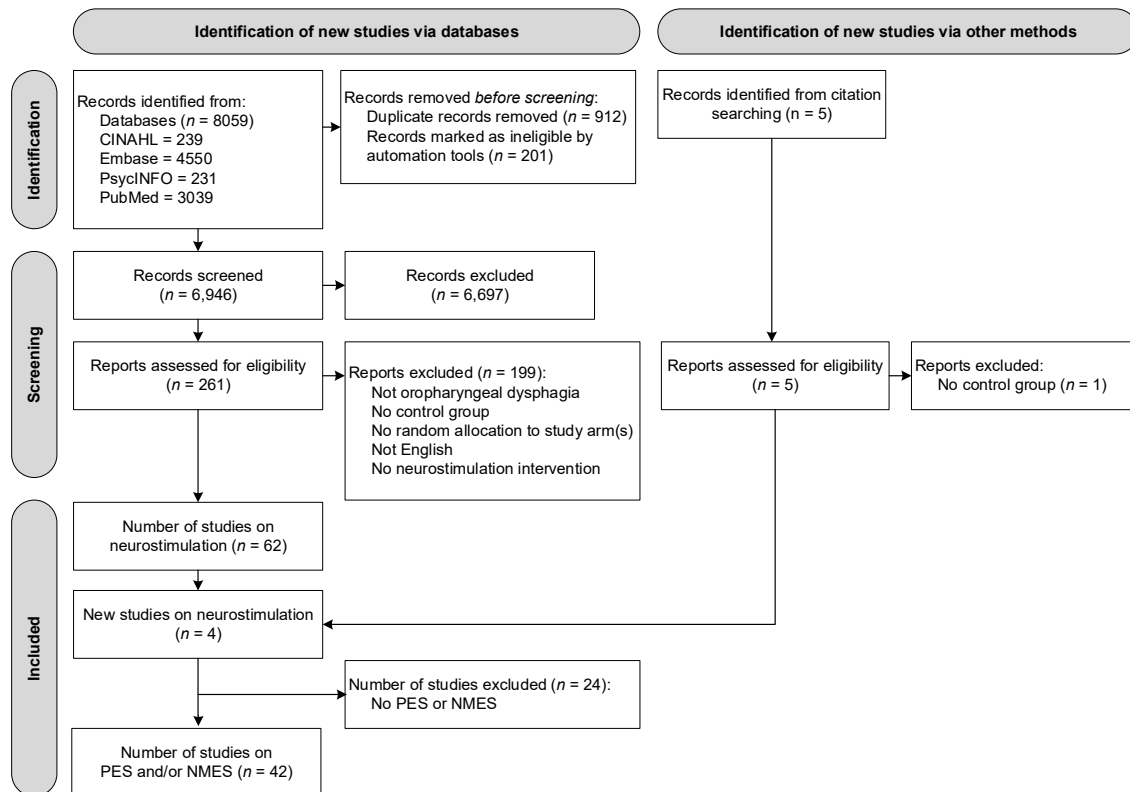 Identification of new studies via databases
Identification of new studies via other methods
Identification
Records identified from:
Databases (n = 8059)
CINAHL = 239
Embase = 4550
PsycINFO = 231
PubMed = 3039
Records removed before screening:
Duplicate records removed (n = 912)
Records marked as ineligible by
automation tools (n = 201)
Records identified from citation
searching (n = 5)
Screening
Records screened
(n = 6,946)
Records excluded
(n = 6,697)
Reports assessed for eligibility
(n = 261)
Reports excluded (n = 199):
Not oropharyngeal dysphagia
No control group
No random allocation to study arm(s)
Not English
No neurostimulation intervention
Reports assessed for eligibility
(n = 5)
Reports excluded:
No control group (n = 1)
Included
Number of studies on
neurostimulation (n = 62)
New studies on neurostimulation
(n = 4)
Number of studies excluded (n = 24):
No PES or NMES
Number of studies on
PES and/or NMES (n = 42)